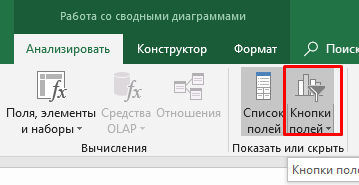 Работа со сводными диаграммами
Анализировать Конструктор Формат Поиск
Поля, элементы и наборы
Средства OLAP
Отношения
Список полей
Кнопки полей
Вычисления
Показать или скрыть
Кнопки